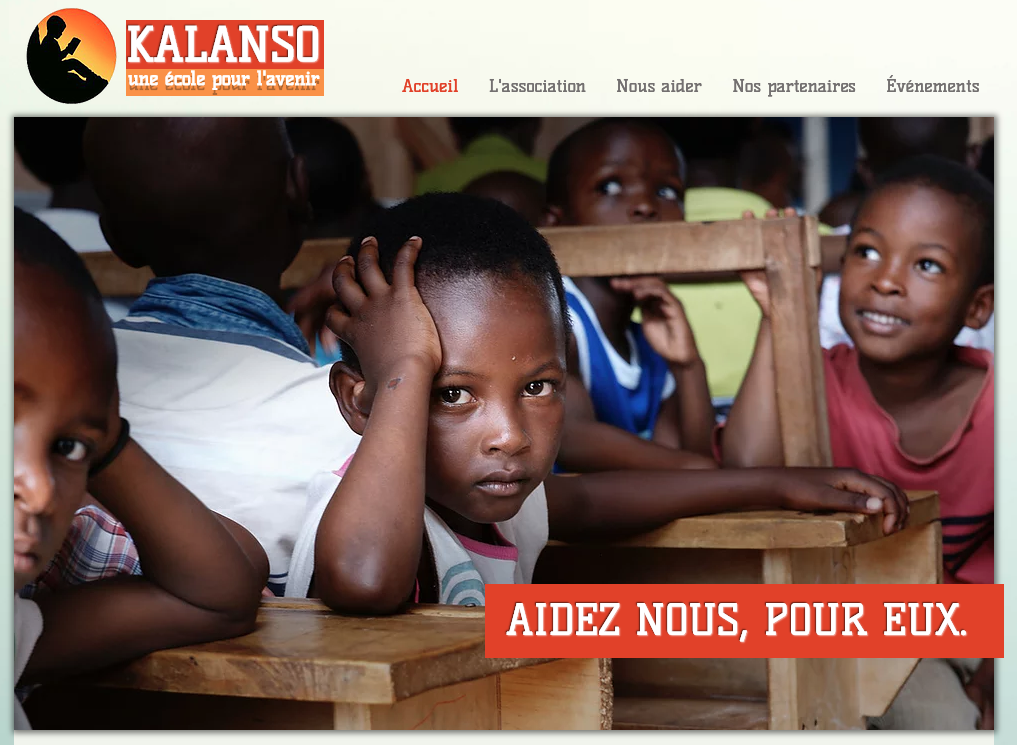 KALANSO
une école pour l'avenir
Accueil L'association Nous aider Nos partenaires Événements
AIDEZ NOUS, POUR EUX.